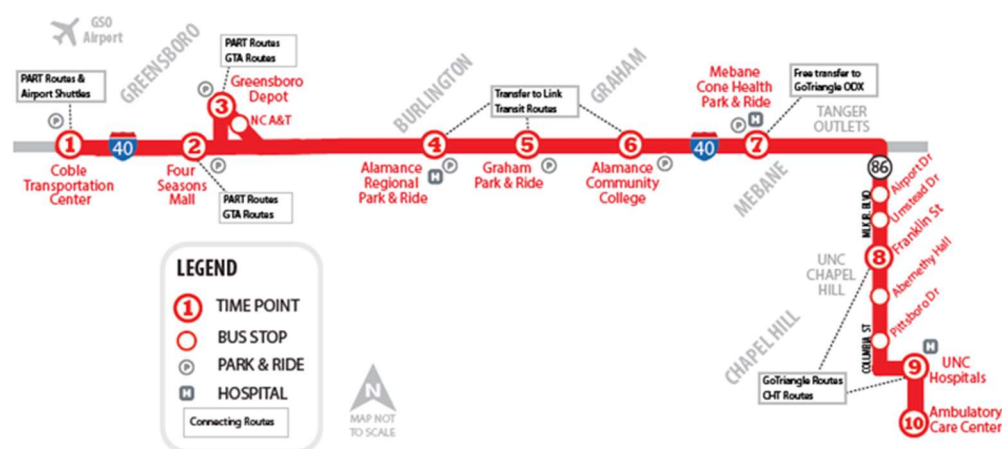 GSO
Airport
GREENSBORO
PART Routes
GTA Routes
PART Routes &
Airport Shuttles
Greensboro
Depot
3
NCA&T
BURLINGTON
GRAHAM
Transfer to Link
Transit Routes
Mebane
Cone Health
Park & Ride
Free transfer to
GoTriangle ODX
TANGER
OUTLETS
P
P
P H
1
40
2
4
5
6
40
7
86
Coble
Transportation
Center
Four
Seasons
Mall
P
Alamance
Regional
Park & Ride
H
P
Graham
Park & Ride
P
Alamance
Community
College
P
MEBANE
PART Routes
GTA Routes
MLK JR. BLVD
Airport Dr
Umstead Dr
Franklin St
8
UNC
CHAPEL
HILL
Abernethy Hall
Pittsboro Dr
COLUMBIA ST
CHAPEL HILL
GoTriangle Routes
CHT Routes
H
9
UNC
Hospitals
10
Ambulatory
Care Center
LEGEND
1 TIME POINT
BUS STOP
P PARK & RIDE
H HOSPITAL
Connecting Routes
N
MAP NOT
TO SCALE